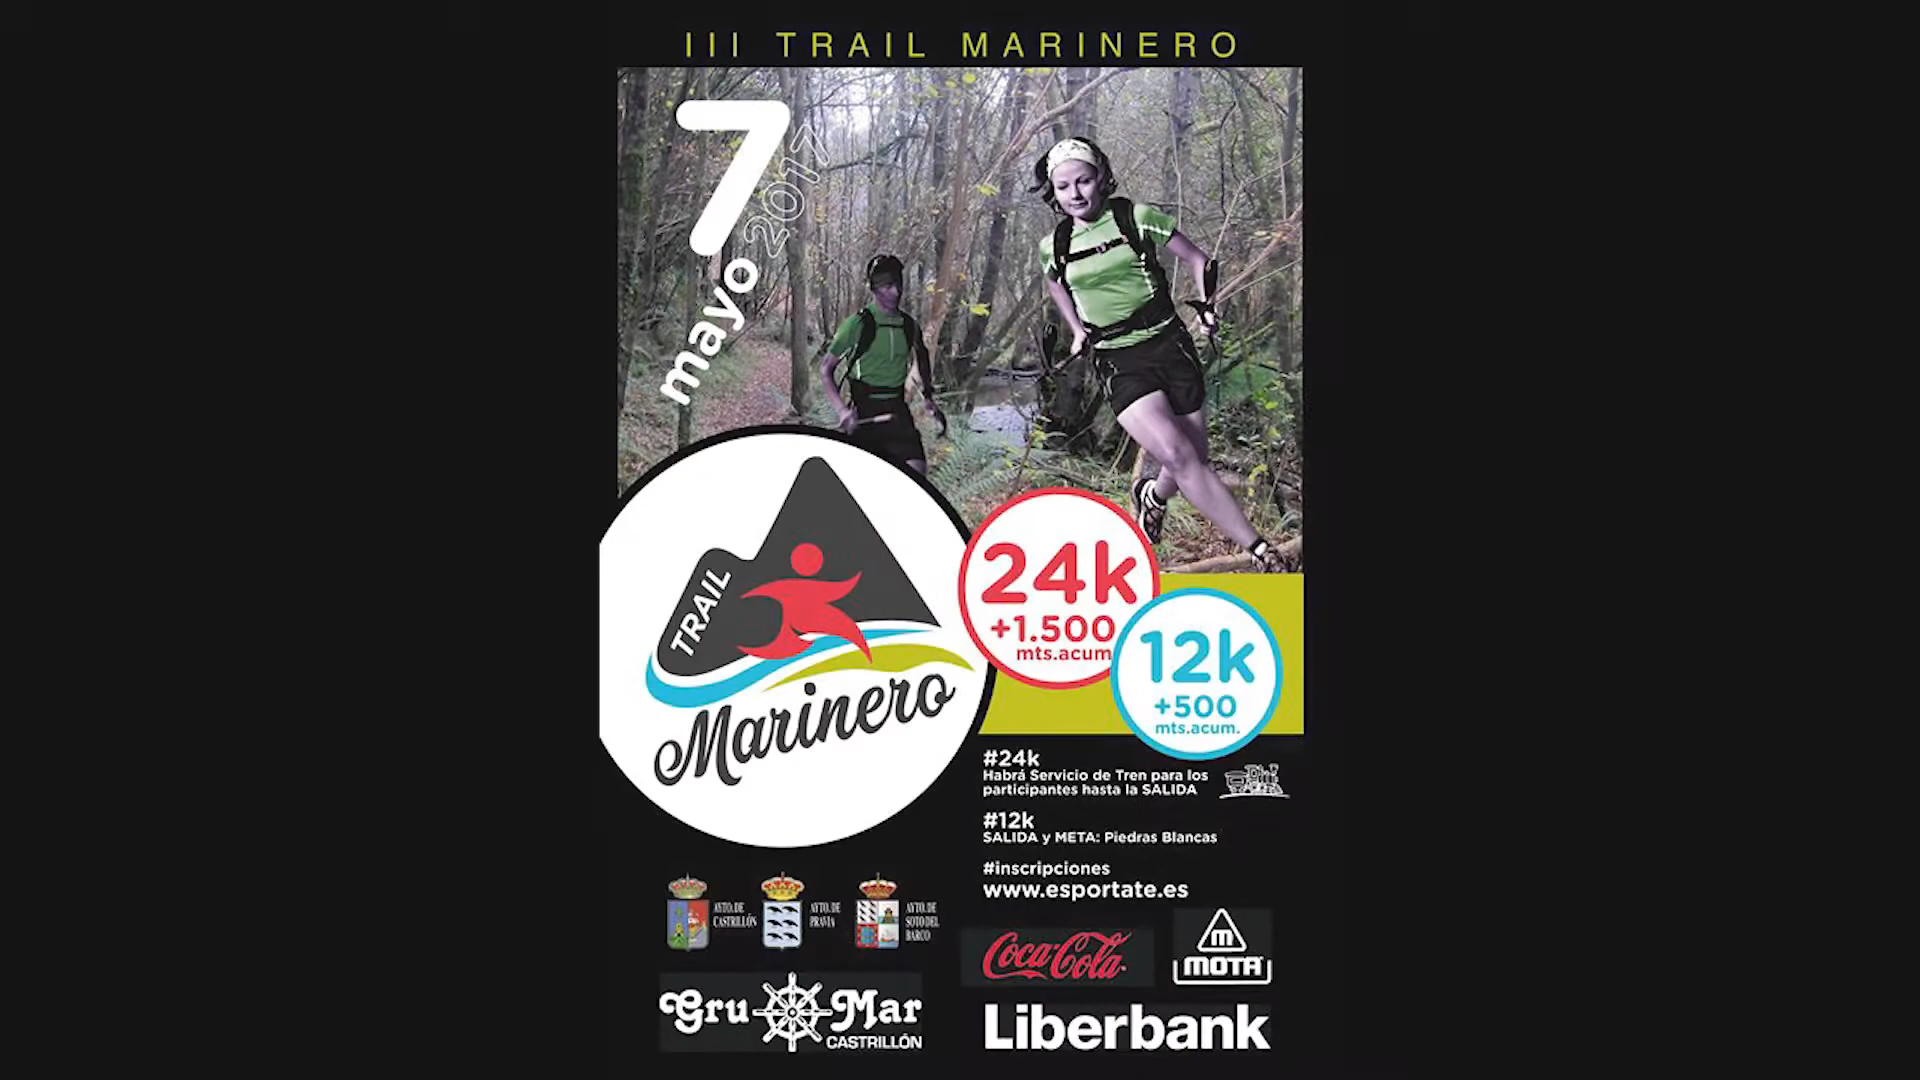 III TRAIL MARINERO
7
mayo 2017
TRAIL
Marinero
24k
+1.500
mts.acum
12k
+500
mts.acum.
#24k
Habrá Servicio de Tren para los
participantes hasta la SALIDA
#12k
SALIDA y META: Piedras Blancas
#inscripciones
www.esportate.es
AYTO. DE
CASTRILLÓN
AYTO. DE
PRAVIA
AYTO. DE
SOTO DEL
BARCO
Coca-Cola
M
MOTA
Gru Mar
CASTRILLÓN
Liberbank